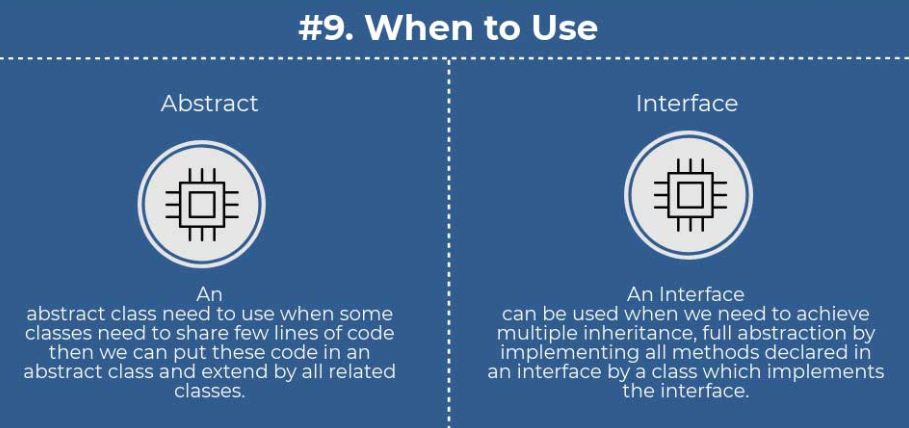 #9. When to Use
Abstract
An
abstract class need to use when some
classes need to share few lines of code
then we can put these code in an
abstract class and extend by all related
classes.
Interface
An Interface
can be used when we need to achieve
multiple inheritance, full abstraction by
implementing all methods declared in
an interface by a class which implements
the interface.